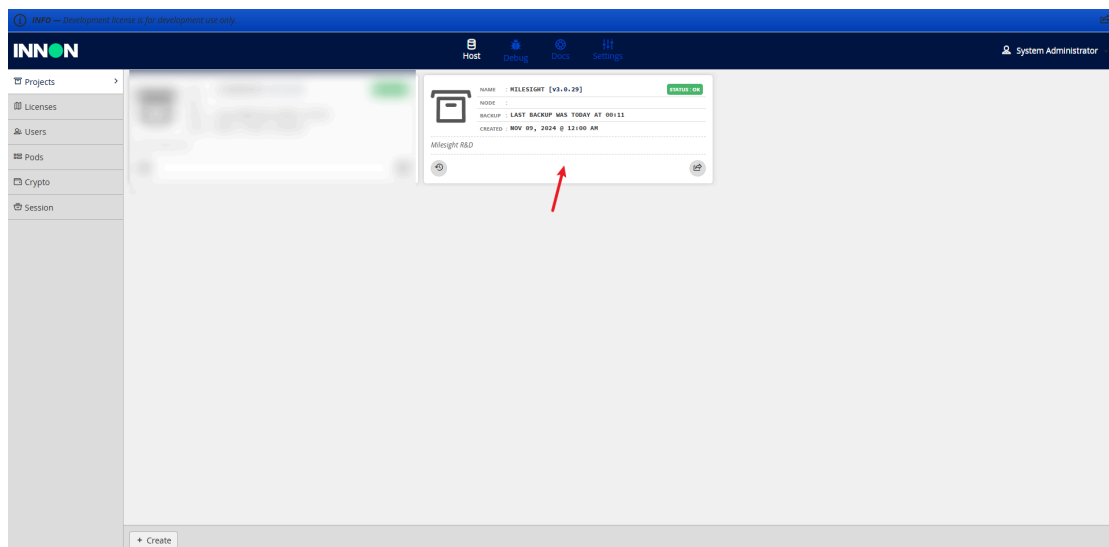 INFO — Development license is for development use only.
INNON
Host
Debug
Docs
Settings
System Administrator
Projects
Licenses
Users
Pods
Crypto
Session
NAME : MILESIGHT [v3.0.29]
STATUS: OK
NODE :
BACKUP : LAST BACKUP WAS TODAY AT 00:11
CREATED : NOV 09, 2024 @ 12:00 AM
Milesight R&D
+ Create